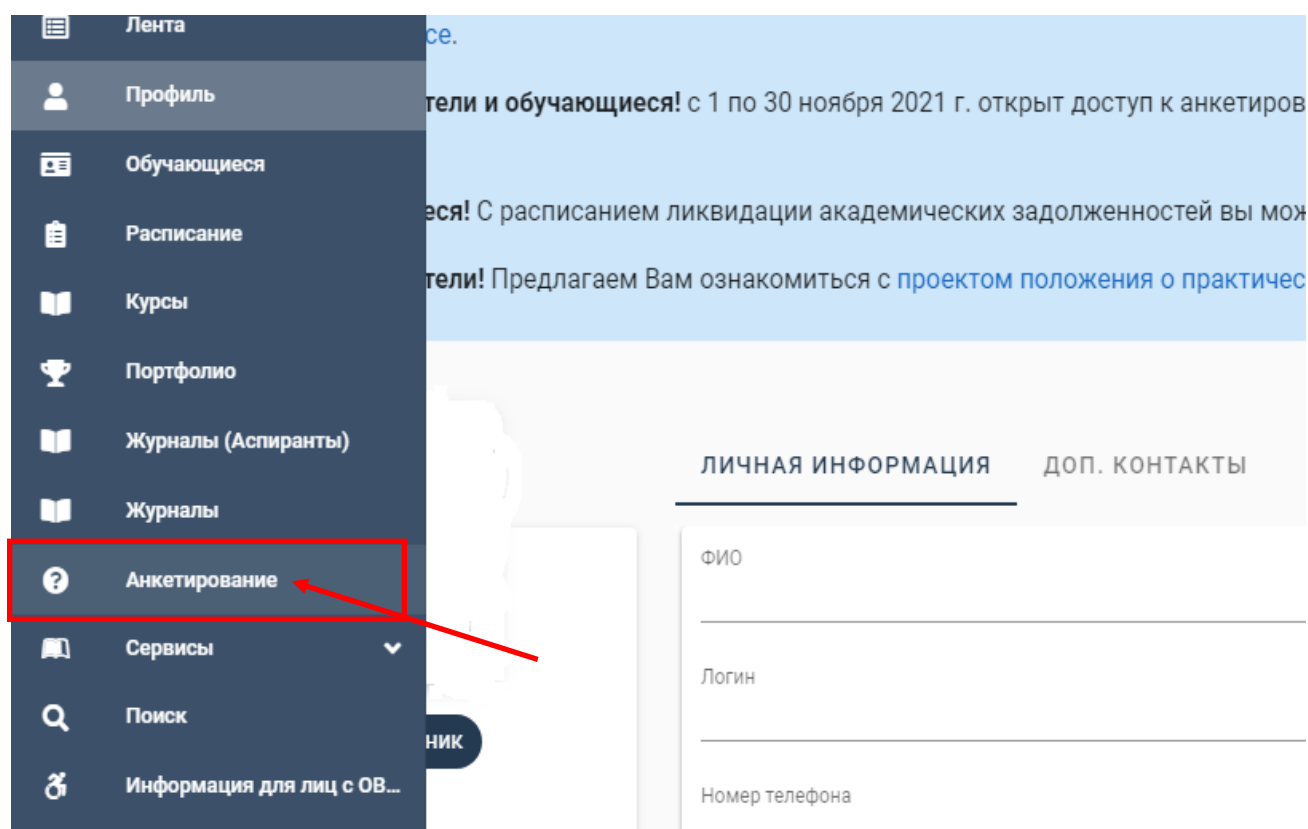 Лента
Профиль
Обучающиеся
Расписание
Курсы
Портфолио
Журналы (Аспиранты)
Журналы
Анкетирование
Сервисы
Поиск
Информация для лиц с ОВ...
се.
тели и обучающиеся! с 1 по 30 ноября 2021 г. открыт доступ к анкетиров
еся! С расписанием ликвидации академических задолженностей вы мож
тели! Предлагаем Вам ознакомиться с проектом положения о практичес
ник
ЛИЧНАЯ ИНФОРМАЦИЯ ДОП. КОНТАКТЫ
ФИО
Логин
Номер телефона